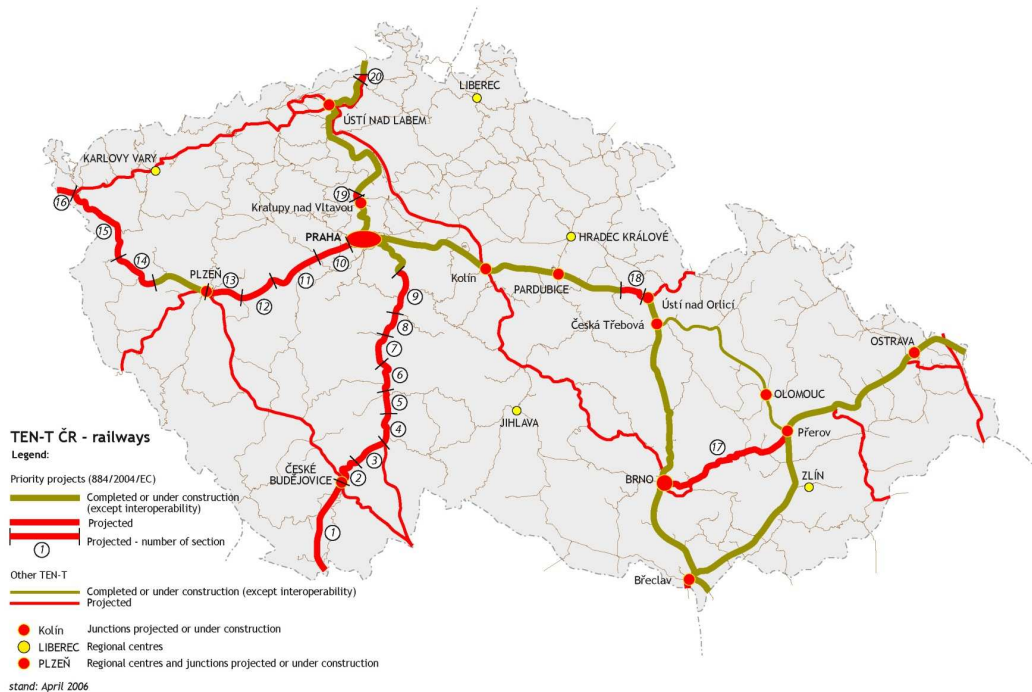 20
LIBEREC
ÚSTÍ NAD LABEM
KARLOVY VARY
16
19
Kralupy nad Vltavou
15
PRAHA
HRADEC KRÁLOVÉ
10
14
PLZEŇ
13
11
Kolín
PARDUBICE
18
12
9
Ústí nad Orlicí
8
Česká Třebová
7
OSTRAVA
6
OLOMOUC
5
JIHLAVA
4
Přerov
17
3
ČESKÉ
BUDĚJOVICE
2
BRNO
ZLÍN
1
Břeclav
TEN-T ČR - railways
Legend:
Priority projects (884/2004/EC)
Completed or under construction
(except interoperability)
Projected
1
Projected - number of section
Other TEN-T
Completed or under construction (except interoperability)
Projected
Kolín Junctions projected or under construction
LIBEREC Regional centres
PLZEŇ Regional centres and junctions projected or under construction
stand: April 2006